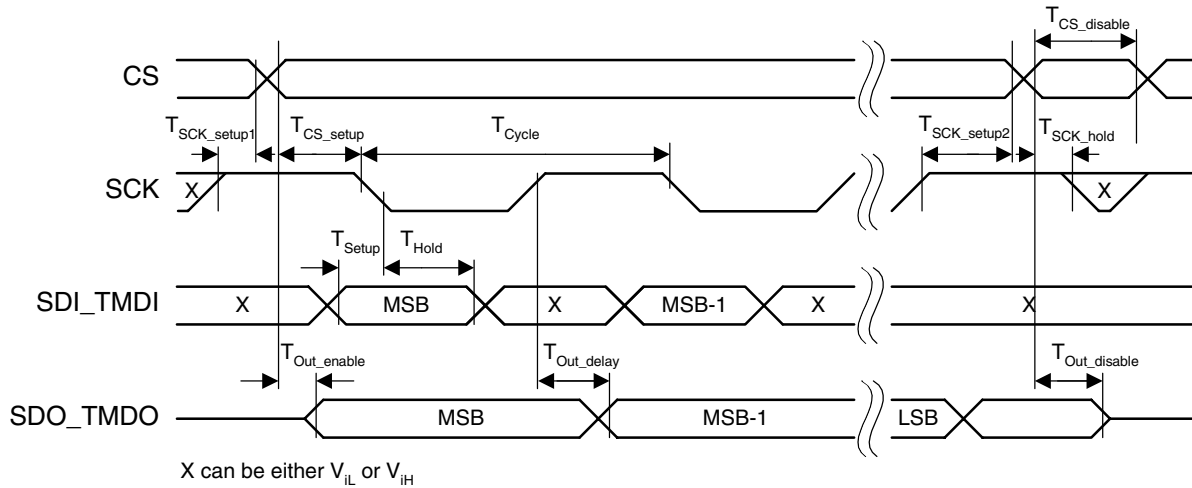 T_CS_disable
CS
T_SCK_setup1 T_CS_setup T_Cycle T_SCK_setup2 T_SCK_hold
SCK X X
T_Setup T_Hold
SDI_TMDI X MSB X MSB-1 X X
T_Out_enable T_Out_delay T_Out_disable
SDO_TMDO MSB MSB-1 LSB
X can be either V_iL or V_iH